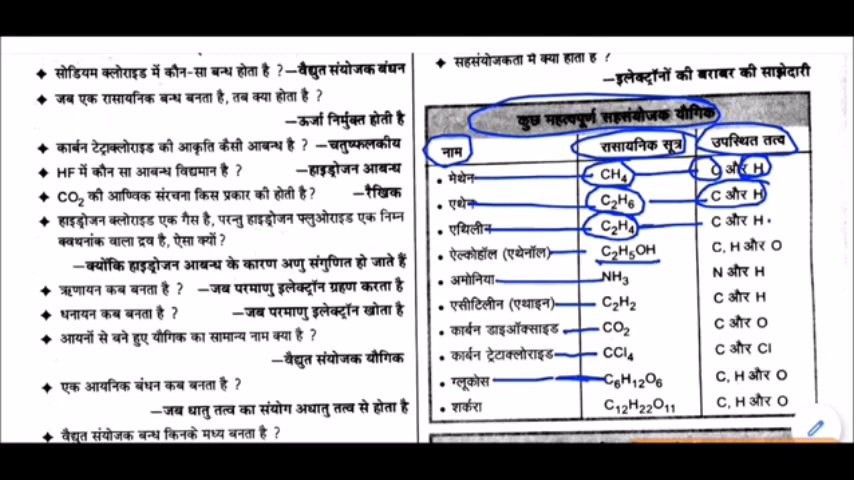 ✦ सोडियम क्लोराइड में कौन-सा बन्ध होता है ? —वैद्युत संयोजक बंधन
✦ जब एक रासायनिक बन्ध बनता है, तब क्या होता है ?
—ऊर्जा निर्मुक्त होती है
✦ कार्बन टेट्राक्लोराइड की आकृति कैसी आबन्ध है ? —चतुष्फलकीय
✦ HF में कौन सा आबन्ध विद्यमान है ? —हाइड्रोजन आबन्ध
✦ CO₂ की आण्विक संरचना किस प्रकार की होती है ? —रैखिक
✦ हाइड्रोजन क्लोराइड एक गैस है, परन्तु हाइड्रोजन फ्लुओराइड एक निम्न
क्वथनांक वाला द्रव है, ऐसा क्यों ?
—क्योंकि हाइड्रोजन आबन्ध के कारण अणु संगुणित हो जाते हैं
✦ ऋणायन कब बनता है ? —जब परमाणु इलेक्ट्रॉन ग्रहण करता है
✦ धनायन कब बनता है ? —जब परमाणु इलेक्ट्रॉन खोता है
✦ आयनों से बने हुए यौगिक का सामान्य नाम क्या है ?
—वैद्युत संयोजक यौगिक
✦ एक आयनिक बंधन कब बनता है ?
—जब धातु तत्व का संयोग अधातु तत्व से होता है
✦ वैद्युत संयोजक बन्ध किनके मध्य बनता है ?
✦ सहसंयोजकता में क्या होता है ?
—इलेक्ट्रॉनों की बराबर की साझेदारी
कुछ महत्वपूर्ण सहसंयोजक यौगिक
नाम रासायनिक सूत्र उपस्थित तत्व
• मेथेन CH₄ C और H
• एथेन C₂H₆ C और H
• एथिलीन C₂H₄ C और H
• ऐल्कोहॉल (एथेनॉल) C₂H₅OH C, H और O
• अमोनिया NH₃ N और H
• एसीटिलीन (एथाइन) C₂H₂ C और H
• कार्बन डाइऑक्साइड CO₂ C और O
• कार्बन ट्रेटाक्लोराइड CCl₄ C और Cl
• ग्लूकोस C₆H₁₂O₆ C, H और O
• शर्करा C₁₂H₂₂O₁₁ C, H और O